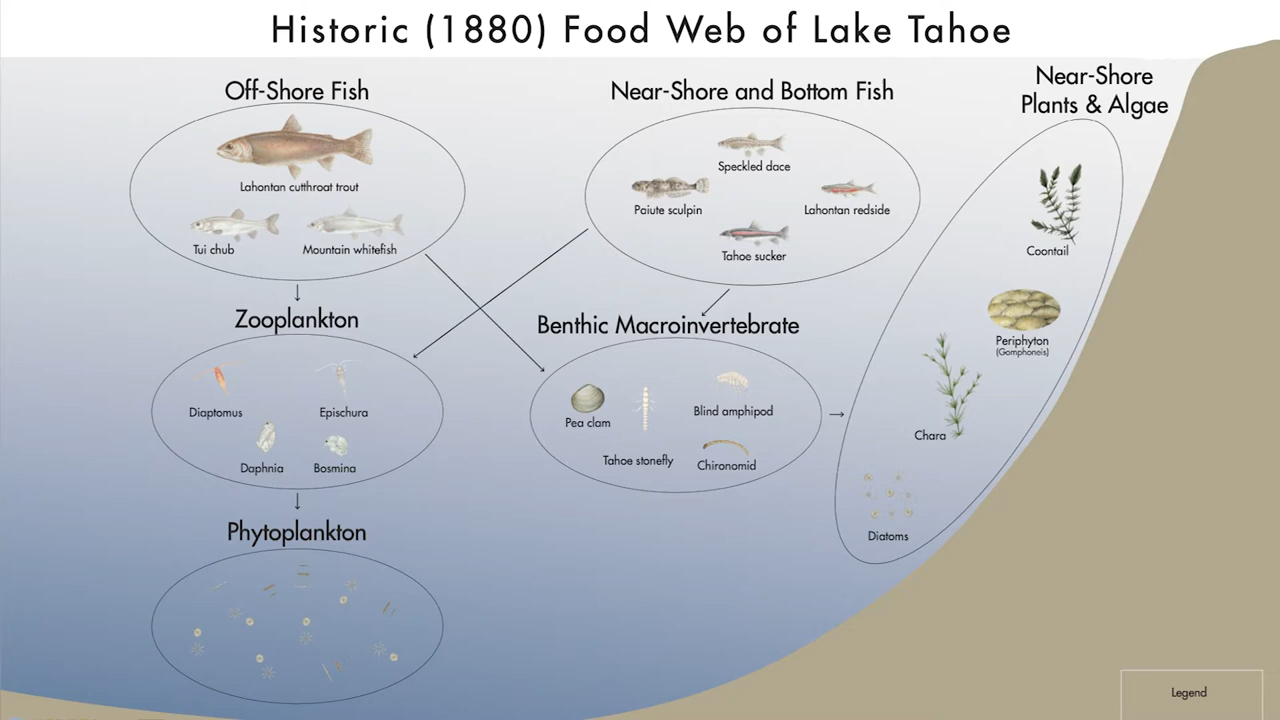 Historic (1880) Food Web of Lake Tahoe
Off-Shore Fish
Lahontan cutthroat trout
Tui chub
Mountain whitefish
Near-Shore and Bottom Fish
Speckled dace
Paiute sculpin
Lahontan redside
Tahoe sucker
Near-Shore
Plants & Algae
Coontail
Periphyton
(Gomphoneis)
Chara
Diatoms
Zooplankton
Diaptomus
Epischura
Daphnia
Bosmina
Benthic Macroinvertebrate
Pea clam
Blind amphipod
Tahoe stonefly
Chironomid
Phytoplankton
Legend